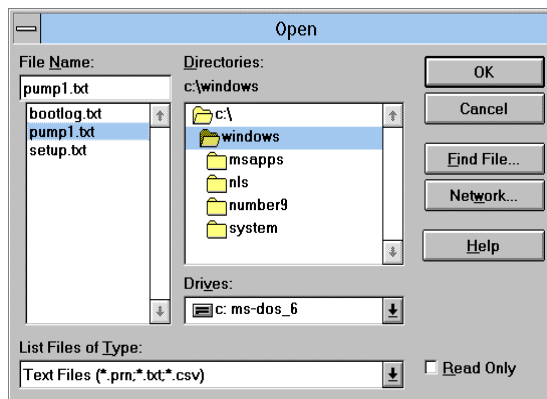 Open
File Name:
pump1.txt
bootlog.txt
pump1.txt
setup.txt
Directories:
c:\windows
c:\
windows
msapps
nls
number9
system
Drives:
c: ms-dos_6
List Files of Type:
Text Files (*.prn;*.txt;*.csv)
OK
Cancel
Find File...
Network...
Help
Read Only